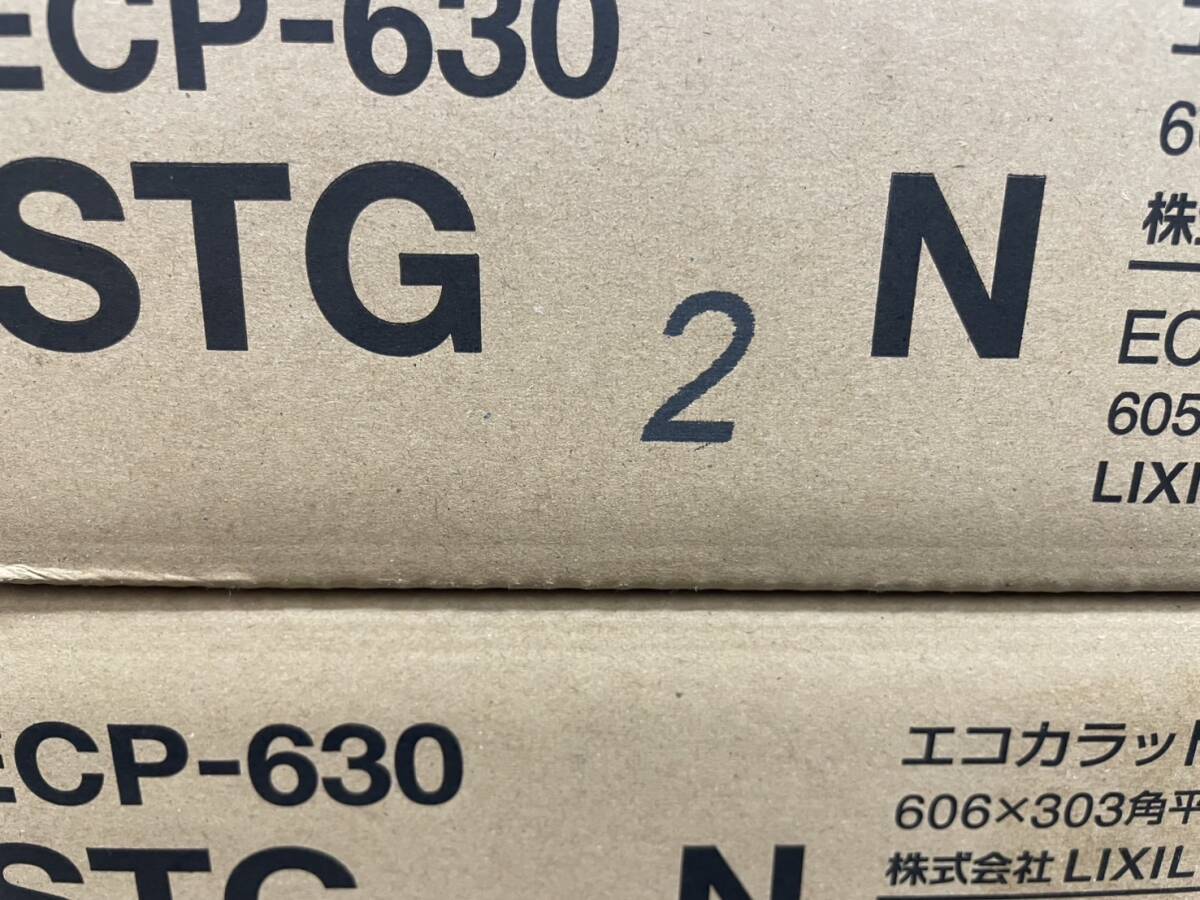 ECP-630
STG 2 N
株
605
LIXI
ECP-630
STG N
エコカラット
606×303角平
株式会社 LIXIL